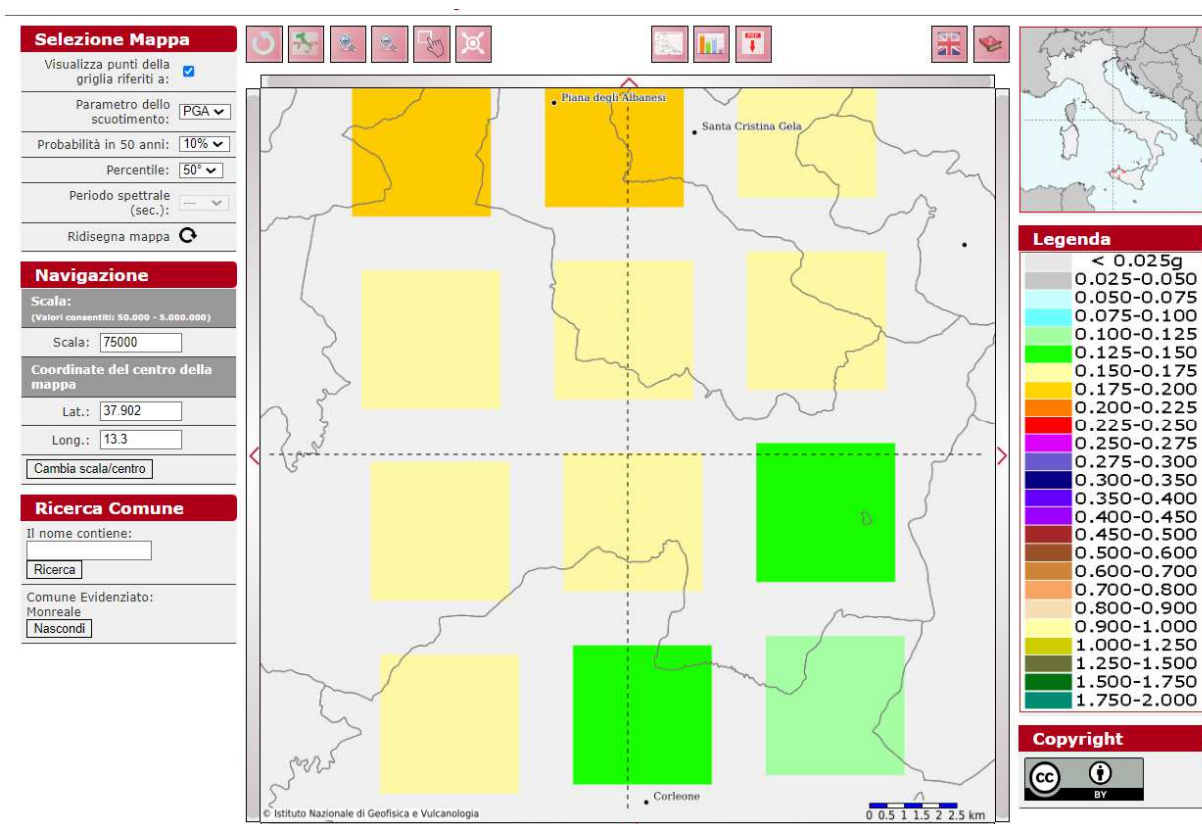 Selezione Mappa
Visualizza punti della
griglia riferiti a:
Parametro dello
scuotimento: PGA
Probabilità in 50 anni: 10%
Percentile: 50°
Periodo spettrale
(sec.): ---
Ridisegna mappa
Navigazione
Scala:
(Valori consentiti: 50.000 - 5.000.000)
Scala: 75000
Coordinate del centro della
mappa
Lat.: 37.902
Long.: 13.3
Cambia scala/centro
Ricerca Comune
Il nome contiene:
Ricerca
Comune Evidenziato:
Monreale
Nascondi
PDF
Piana degli Albanesi
Santa Cristina Gela
Corleone
© Istituto Nazionale di Geofisica e Vulcanologia
0 0.5 1 1.5 2 2.5 km
Legenda
< 0.025g
0.025-0.050
0.050-0.075
0.075-0.100
0.100-0.125
0.125-0.150
0.150-0.175
0.175-0.200
0.200-0.225
0.225-0.250
0.250-0.275
0.275-0.300
0.300-0.350
0.350-0.400
0.400-0.450
0.450-0.500
0.500-0.600
0.600-0.700
0.700-0.800
0.800-0.900
0.900-1.000
1.000-1.250
1.250-1.500
1.500-1.750
1.750-2.000
Copyright
cc
BY